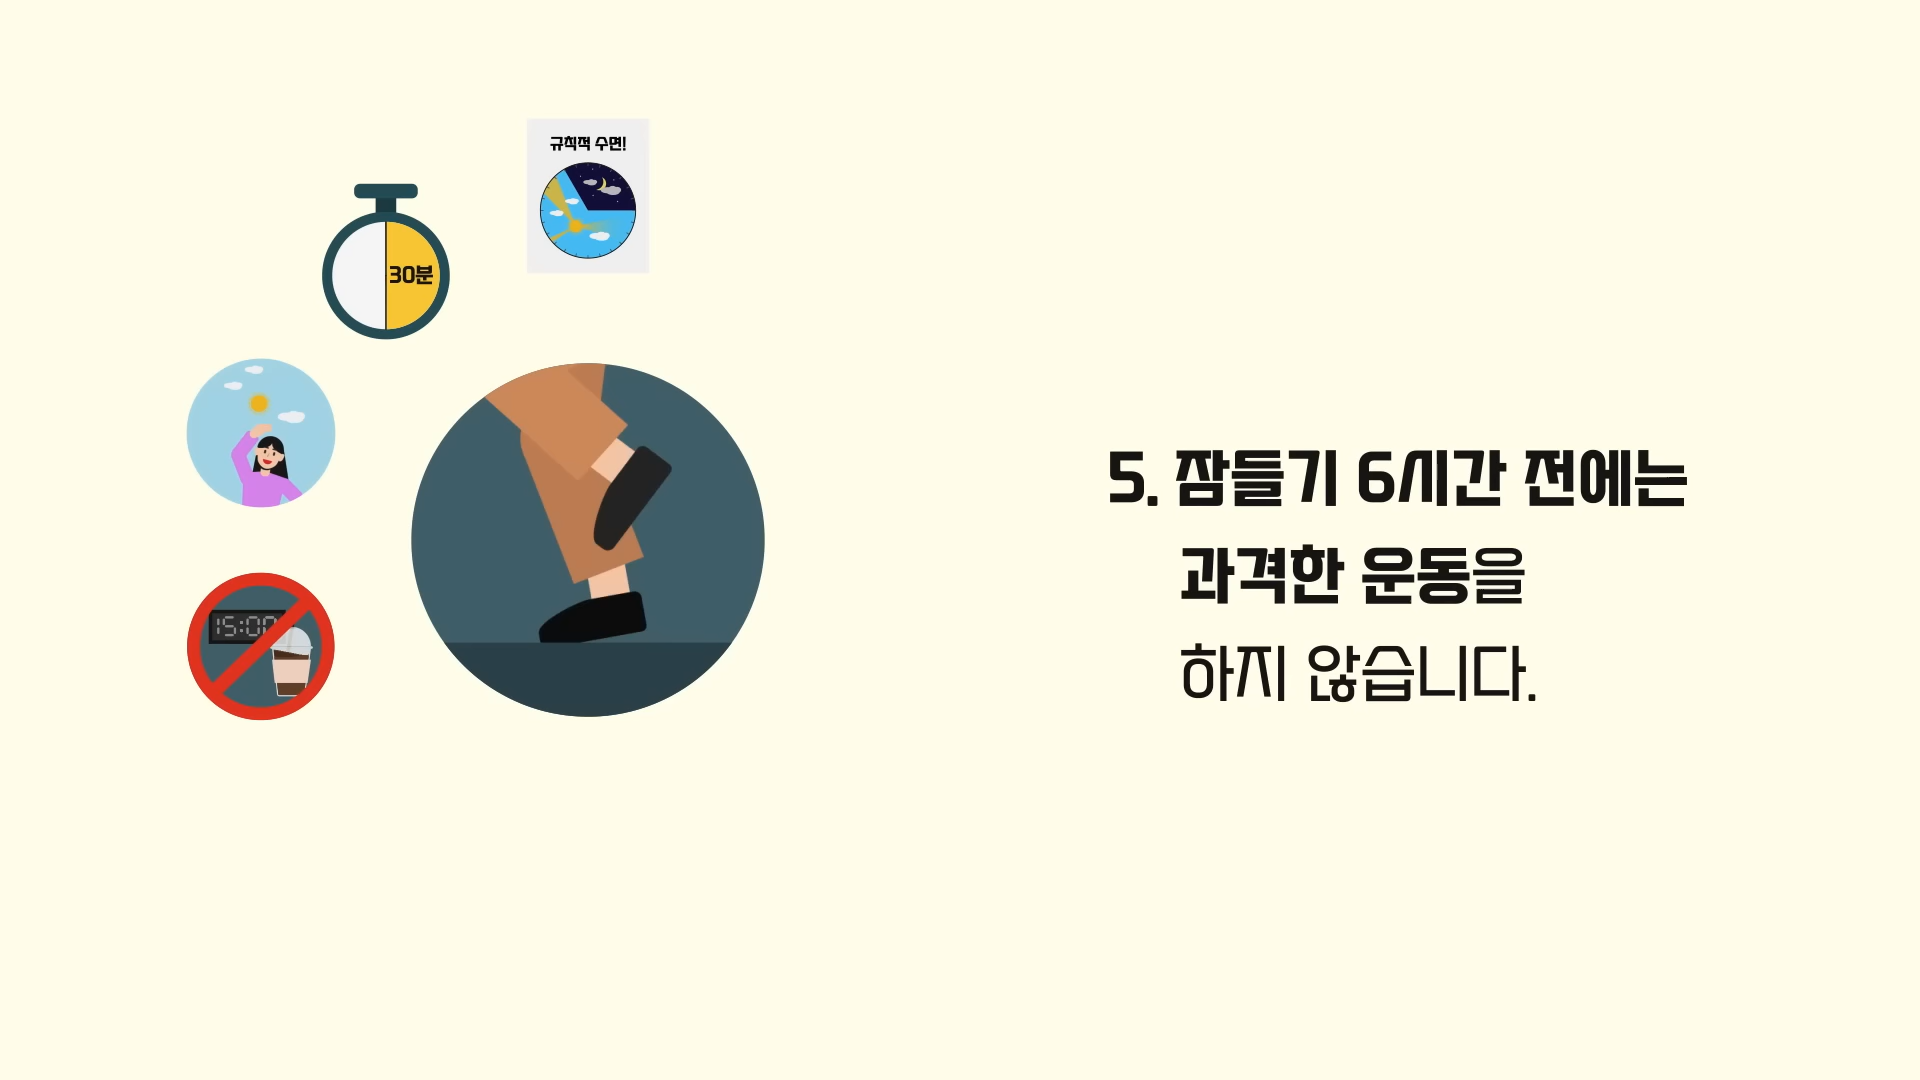 규칙적 수면!
30분
15:00
5. 잠들기 6시간 전에는
과격한 운동을
하지 않습니다.